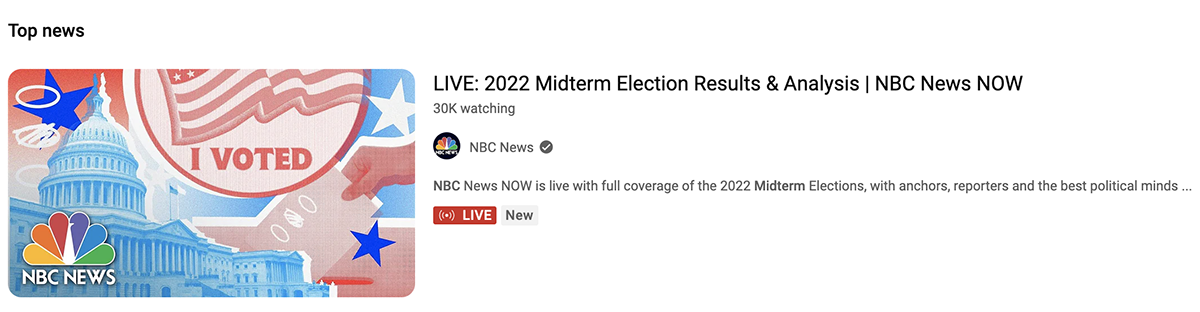 Top news
I VOTED
NBC NEWS
LIVE: 2022 Midterm Election Results & Analysis | NBC News NOW
30K watching
NBC NEWS
NBC News
NBC News NOW is live with full coverage of the 2022 Midterm Elections, with anchors, reporters and the best political minds ...
LIVE New